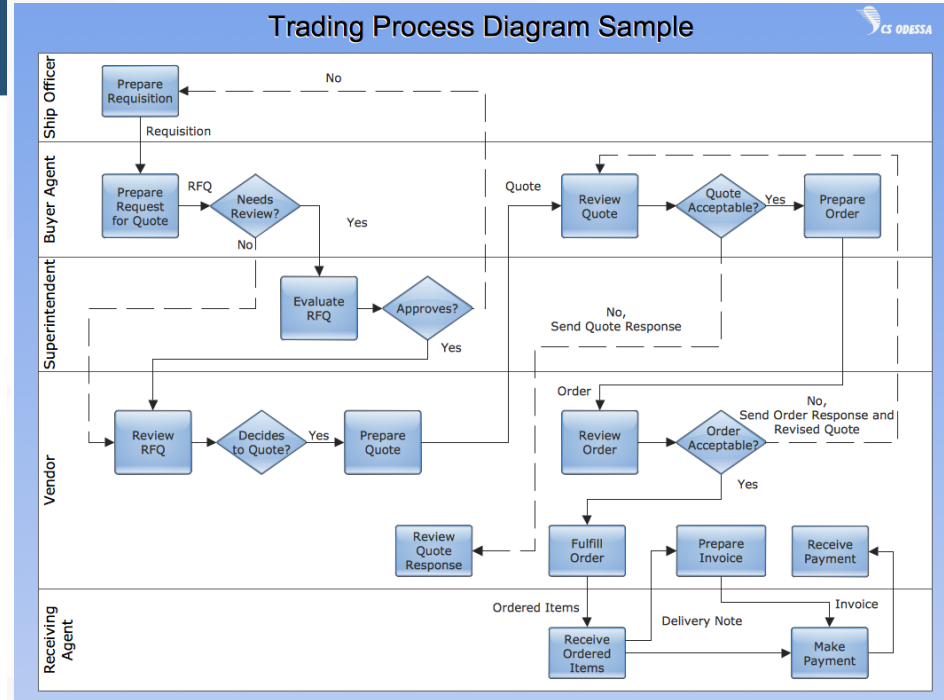 Trading Process Diagram Sample
CS ODESSA
Ship Officer
Prepare
Requisition
No
Requisition
Buyer Agent
Prepare
Request
for Quote
RFQ
Needs
Review?
Yes
No
Quote
Review
Quote
Quote
Acceptable?
Yes
Prepare
Order
Superintendent
Evaluate
RFQ
Approves?
Yes
No,
Send Quote Response
Vendor
Review
RFQ
Decides
to Quote?
Yes
Prepare
Quote
Order
Review
Order
Order
Acceptable?
No,
Send Order Response and
Revised Quote
Yes
Review
Quote
Response
Fulfill
Order
Prepare
Invoice
Receive
Payment
Receiving
Agent
Ordered Items
Delivery Note
Invoice
Receive
Ordered
Items
Make
Payment